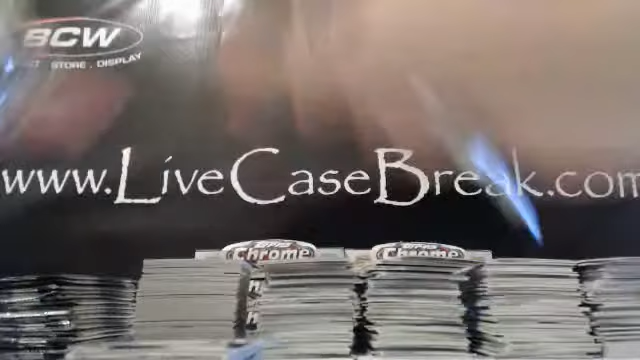 BCW
STORE . DISPLAY
www.LiveCaseBreak.com
Chrome Chrome